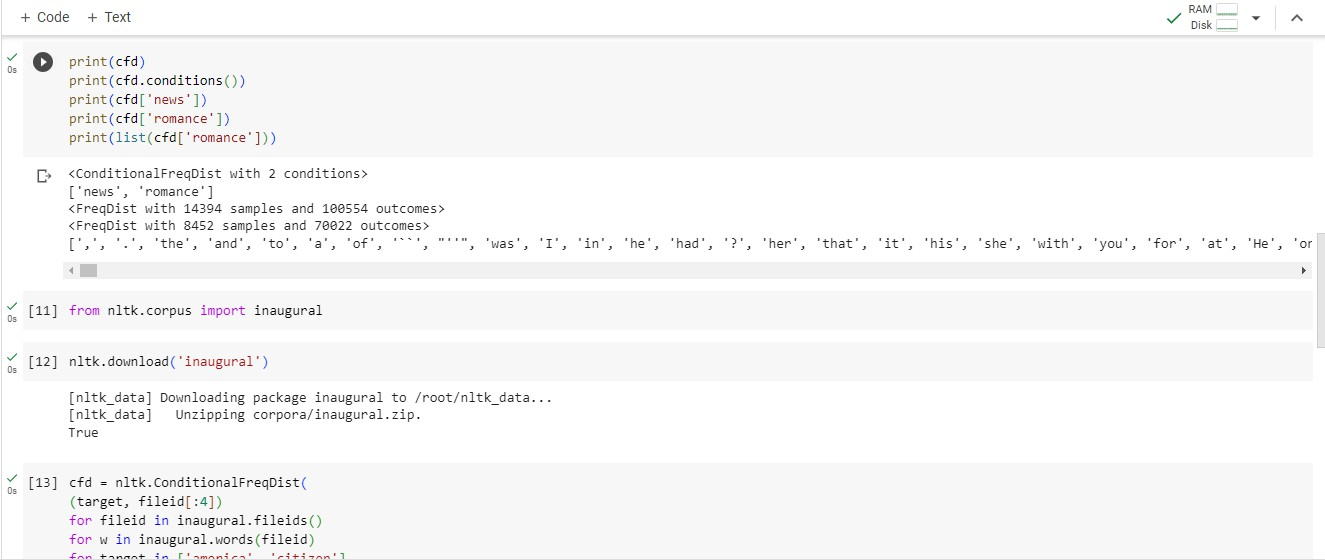 + Code + Text
RAM
Disk
0s
print(cfd)
print(cfd.conditions())
print(cfd['news'])
print(cfd['romance'])
print(list(cfd['romance']))
<ConditionalFreqDist with 2 conditions>
['news', 'romance']
<FreqDist with 14394 samples and 100554 outcomes>
<FreqDist with 8452 samples and 70022 outcomes>
[',', '.', 'the', 'and', 'to', 'a', 'of', '``', "''", 'was', 'I', 'in', 'he', 'had', '?', 'her', 'that', 'it', 'his', 'she', 'with', 'you', 'for', 'at', 'He', 'or
0s
[11] from nltk.corpus import inaugural
0s
[12] nltk.download('inaugural')
[nltk_data] Downloading package inaugural to /root/nltk_data...
[nltk_data]   Unzipping corpora/inaugural.zip.
True
0s
[13] cfd = nltk.ConditionalFreqDist(
(target, fileid[:4])
for fileid in inaugural.fileids()
for w in inaugural.words(fileid)
for target in ['america', 'citizen']